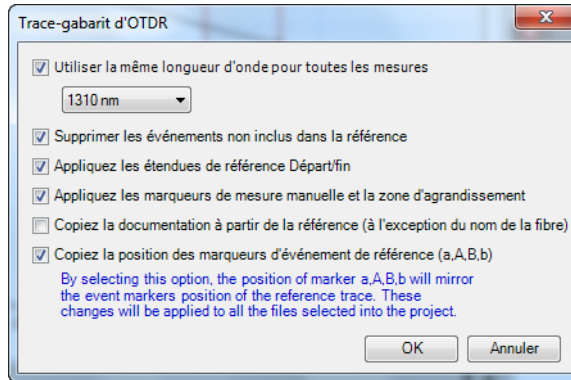 Trace-gabarit d'OTDR
Utiliser la même longueur d'onde pour toutes les mesures
1310 nm
Supprimer les événements non inclus dans la référence
Appliquez les étendues de référence Départ/fin
Appliquez les marqueurs de mesure manuelle et la zone d'agrandissement
Copiez la documentation à partir de la référence (à l'exception du nom de la fibre)
Copiez la position des marqueurs d'événement de référence (a,A,B,b)
By selecting this option, the position of marker a,A,B,b will mirror
the event markers position of the reference trace. These
changes will be applied to all the files selected into the project.
OK Annuler